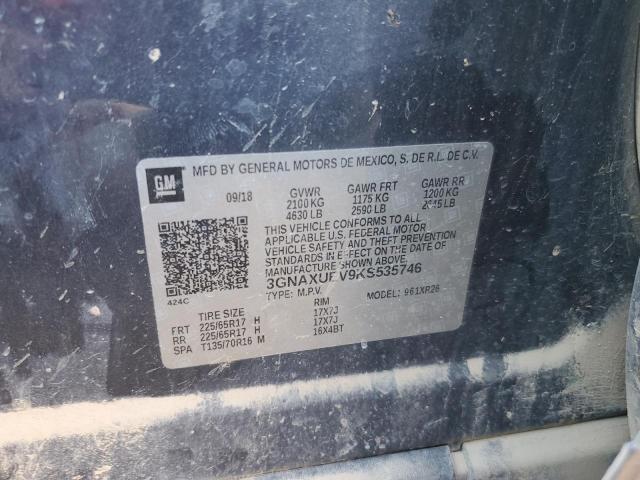 GM
MFD BY GENERAL MOTORS DE MEXICO, S. DE R.L. DE C.V.
09/18 GVWR GAWR FRT GAWR RR
2100 KG 1175 KG 1200 KG
4630 LB 2590 LB LB
THIS VEHICLE CONFORMS TO ALL
APPLICABLE U.S. FEDERAL MOTOR
VEHICLE SAFETY AND THEFT PREVENTION
STANDARDS IN EFFECT ON THE DATE OF
MANUFACTURE SHOWN ABOVE.
424C
TYPE: M.P.V. MODEL: 961XR26
TIRE SIZE RIM
FRT 225/65R17 H 17X7J
RR 225/65R17 H 17X7J
SPA T135/70R16 M 16X4BT